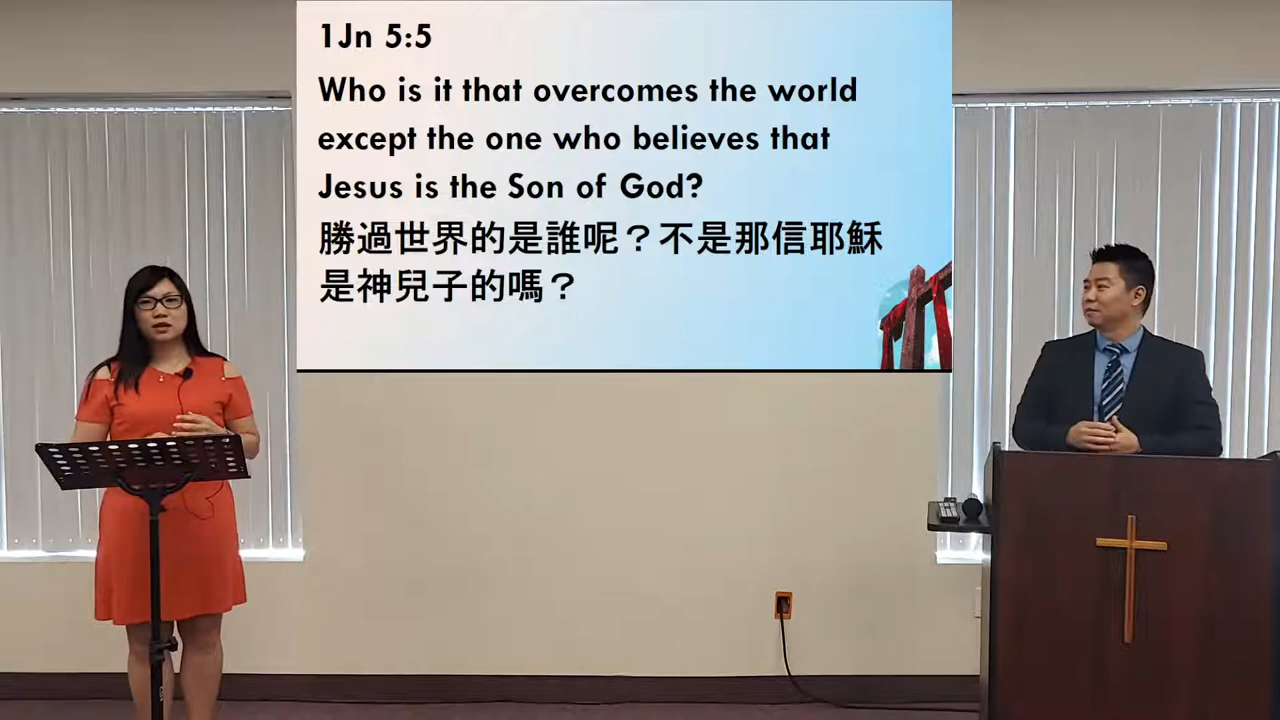 1Jn 5:5
Who is it that overcomes the world
except the one who believes that
Jesus is the Son of God?
勝過世界的是誰呢？不是那信耶穌
是神兒子的嗎？